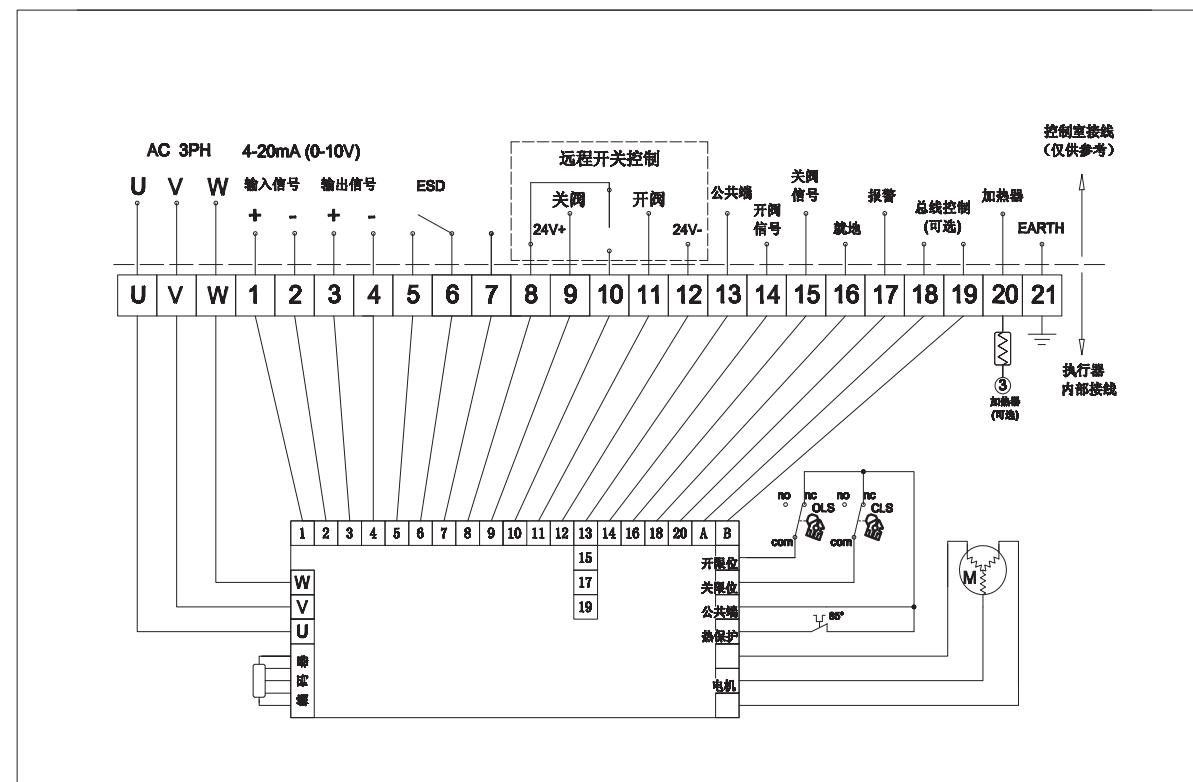 控制室接线
(仅供参考)
AC 3PH 4-20mA (0-10V)
远程开关控制
U V W 输入信号 输出信号 ESD
+ - + -
关阀 开阀
24V+ 24V-
公共端
开阀
信号
关阀
信号
就地
报警
总线控制
(可选)
加热器
EARTH
U V W 1 2 3 4 5 6 7 8 9 10 11 12 13 14 15 16 17 18 19 20 21
执行器
内部接线
3
加热器
(可选)
no nc no nc
OLS CLS
com com
1 2 3 4 5 6 7 8 9 10 11 12 13 14 16 18 20 A B
15
17
19
开限位
关限位
公共端
热保护
电机
85°
W
V
U
M